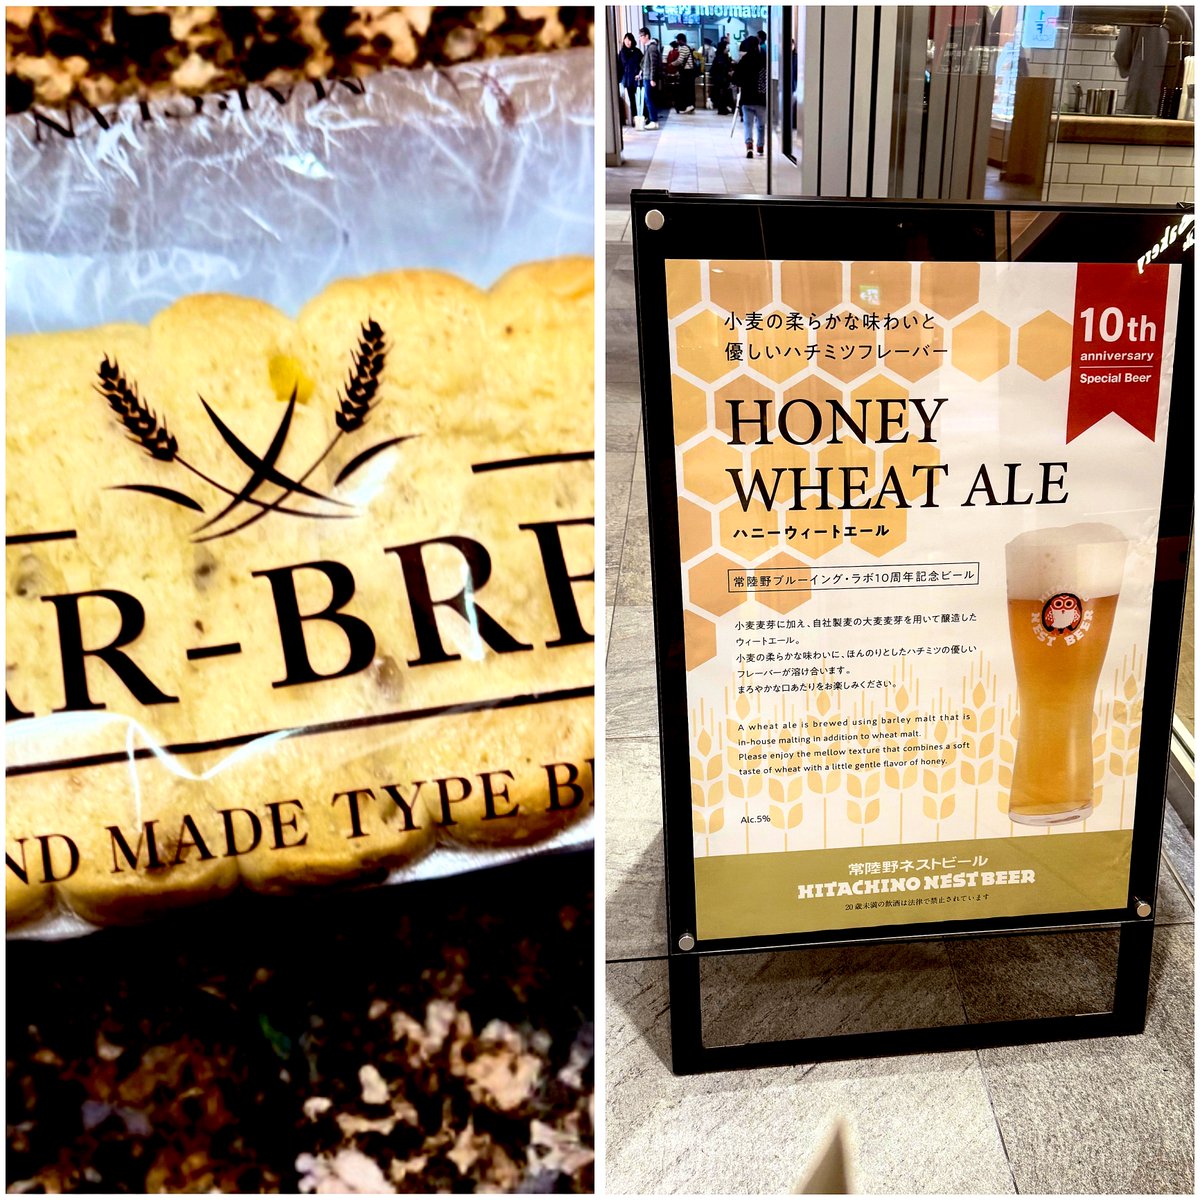 AR-BRE
ND MADE TYPE B
Informatio
10th
anniversary
Special Beer
小麦の柔らかな味わいと
優しいハチミツフレーバー
HONEY
WHEAT ALE
ハニーウィートエール
常陸野ブルーイング・ラボ10周年記念ビール
小麦麦芽に加え、自社製麦の大麦麦芽を用いて醸造した
ウィートエール。
小麦の柔らかな味わいに、ほんのりとしたハチミツの優しい
フレーバーが溶け合います。
まろやかな口あたりをお楽しみください。
A wheat ale is brewed using barley malt that is
in-house malting in addition to wheat malt.
Please enjoy the mellow texture that combines a soft
taste of wheat with a little gentle flavor of honey.
Alc.5%
NEST BEER
常陸野ネストビール
HITACHINO NEST BEER
20歳未満の飲酒は法律で禁止されています